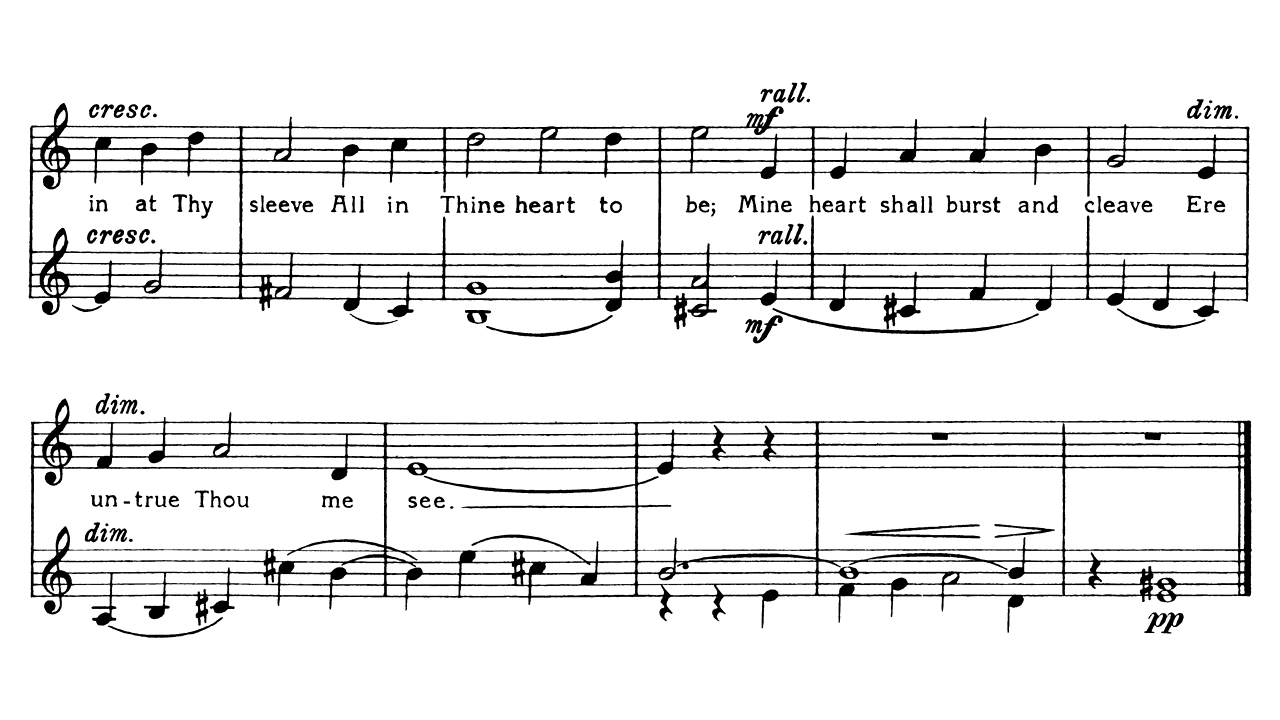 cresc.
rall.
mf
dim.
in at Thy sleeve All in Thine heart to be; Mine heart shall burst and cleave Ere
cresc.
rall.
mf
dim.
un-true Thou me see.
dim.
pp